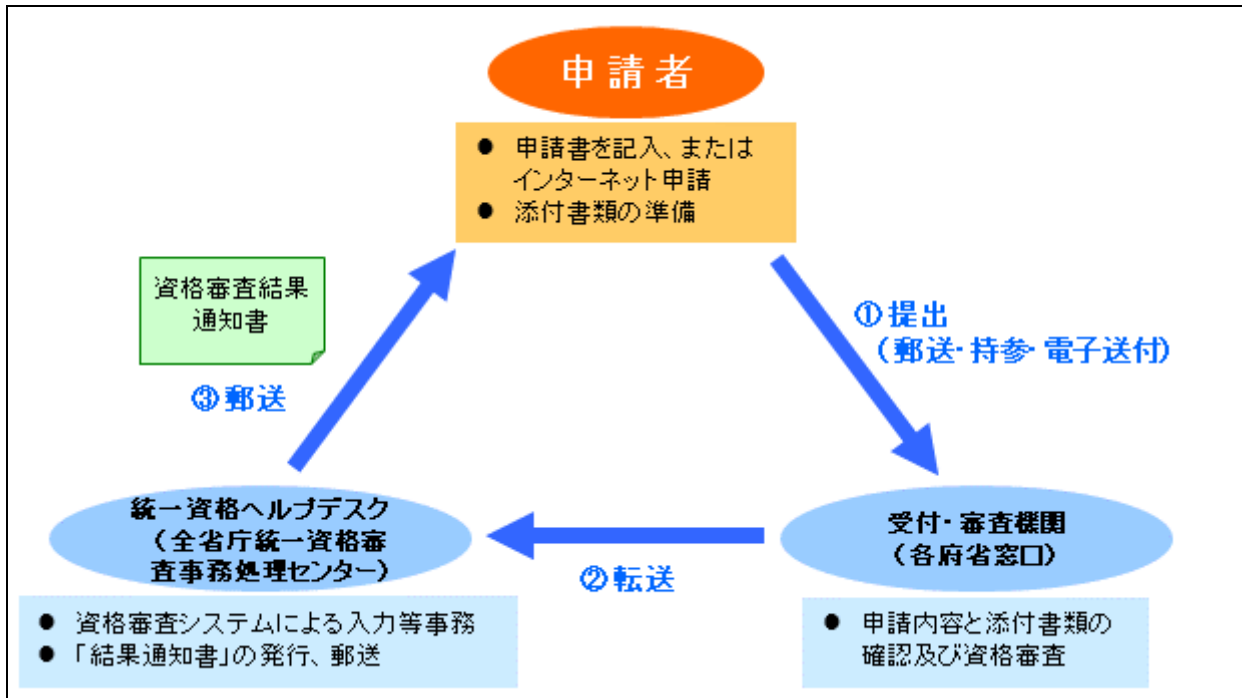 申請者
● 申請書を記入、または
インターネット申請
● 添付書類の準備
資格審査結果
通知書
①提出
（郵送・持参・電子送付）
③郵送
統一資格ヘルプデスク
（全省庁統一資格審
査事務処理センター）
受付・審査機関
（各府省窓口）
②転送
● 資格審査システムによる入力等事務
● 「結果通知書」の発行、郵送
● 申請内容と添付書類の
確認及び資格審査